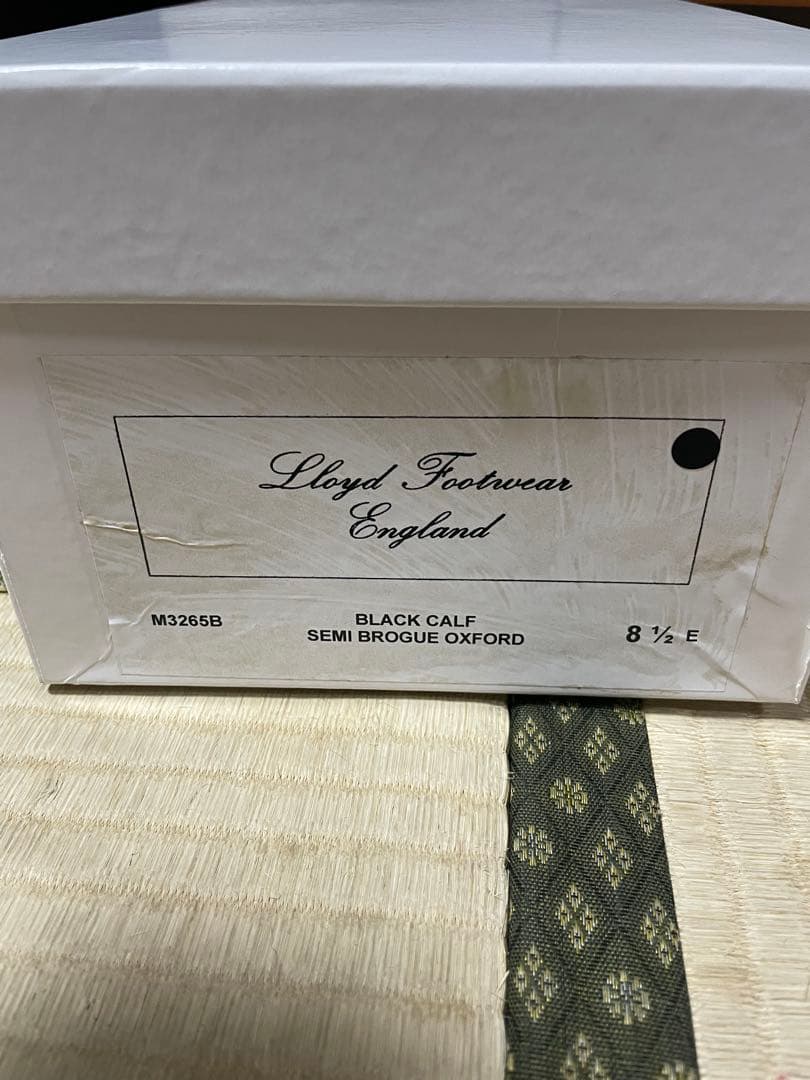 Lloyd Footwear
England
M3265B
BLACK CALF
SEMI BROGUE OXFORD
8 ½ E